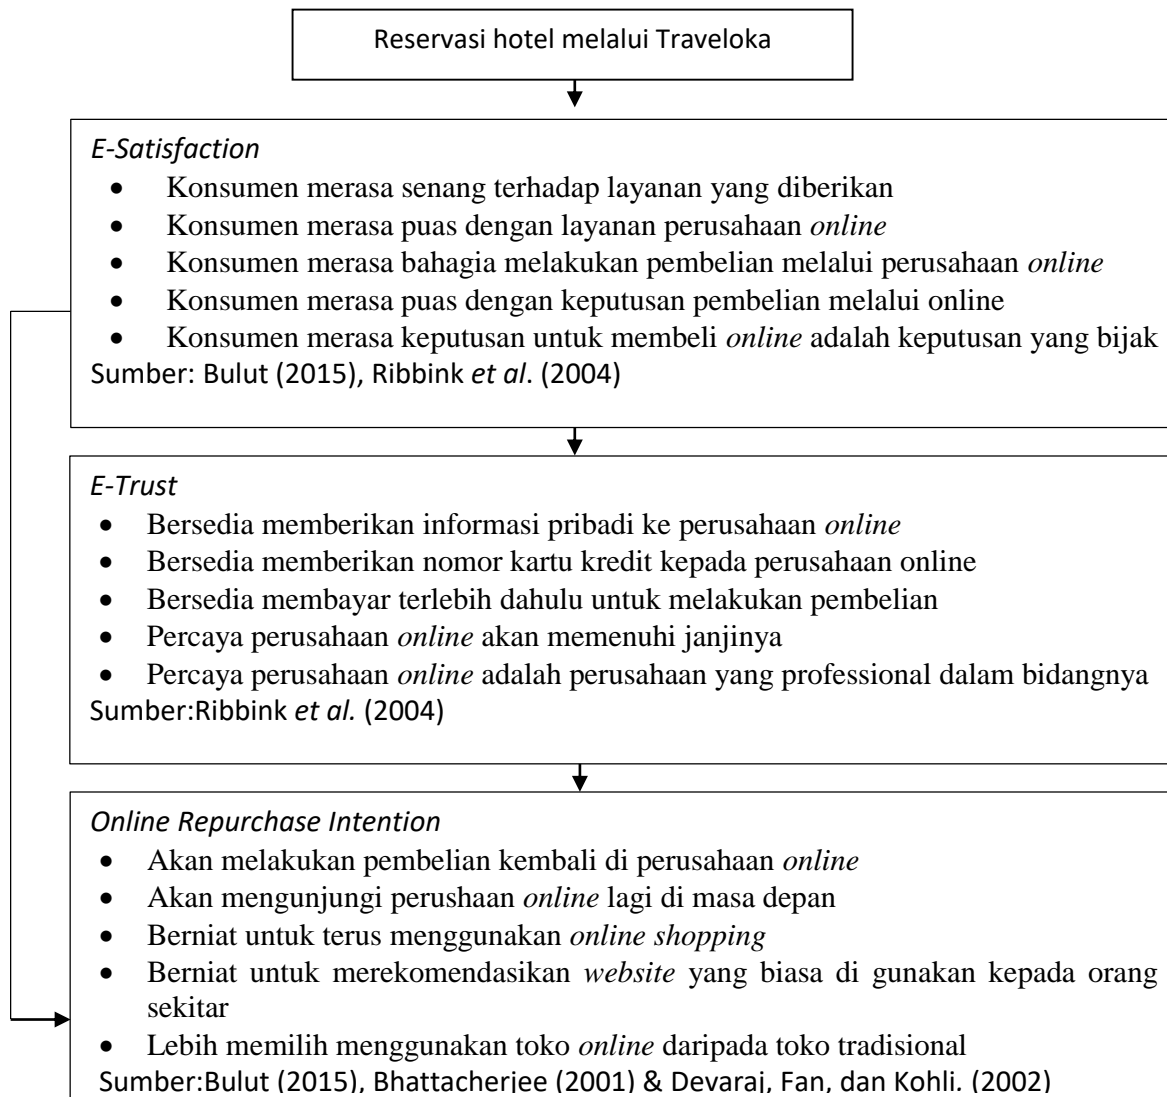 Reservasi hotel melalui Traveloka
E-Satisfaction
• Konsumen merasa senang terhadap layanan yang diberikan
• Konsumen merasa puas dengan layanan perusahaan online
• Konsumen merasa bahagia melakukan pembelian melalui perusahaan online
• Konsumen merasa puas dengan keputusan pembelian melalui online
• Konsumen merasa keputusan untuk membeli online adalah keputusan yang bijak
Sumber: Bulut (2015), Ribbink et al. (2004)
E-Trust
• Bersedia memberikan informasi pribadi ke perusahaan online
• Bersedia memberikan nomor kartu kredit kepada perusahaan online
• Bersedia membayar terlebih dahulu untuk melakukan pembelian
• Percaya perusahaan online akan memenuhi janjinya
• Percaya perusahaan online adalah perusahaan yang professional dalam bidangnya
Sumber:Ribbink et al. (2004)
Online Repurchase Intention
• Akan melakukan pembelian kembali di perusahaan online
• Akan mengunjungi perushaan online lagi di masa depan
• Berniat untuk terus menggunakan online shopping
• Berniat untuk merekomendasikan website yang biasa di gunakan kepada orang
sekitar
• Lebih memilih menggunakan toko online daripada toko tradisional
Sumber:Bulut (2015), Bhattacherjee (2001) & Devaraj, Fan, dan Kohli. (2002)